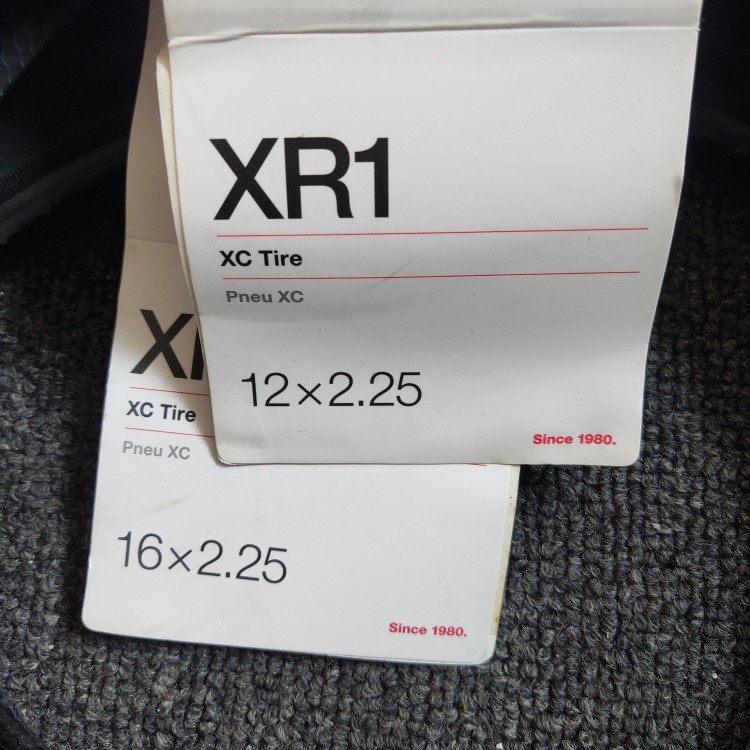 XR1
XC Tire
Pneu XC
12×2.25
Since 1980.
XC Tire
Pneu XC
16×2.25
Since 1980.